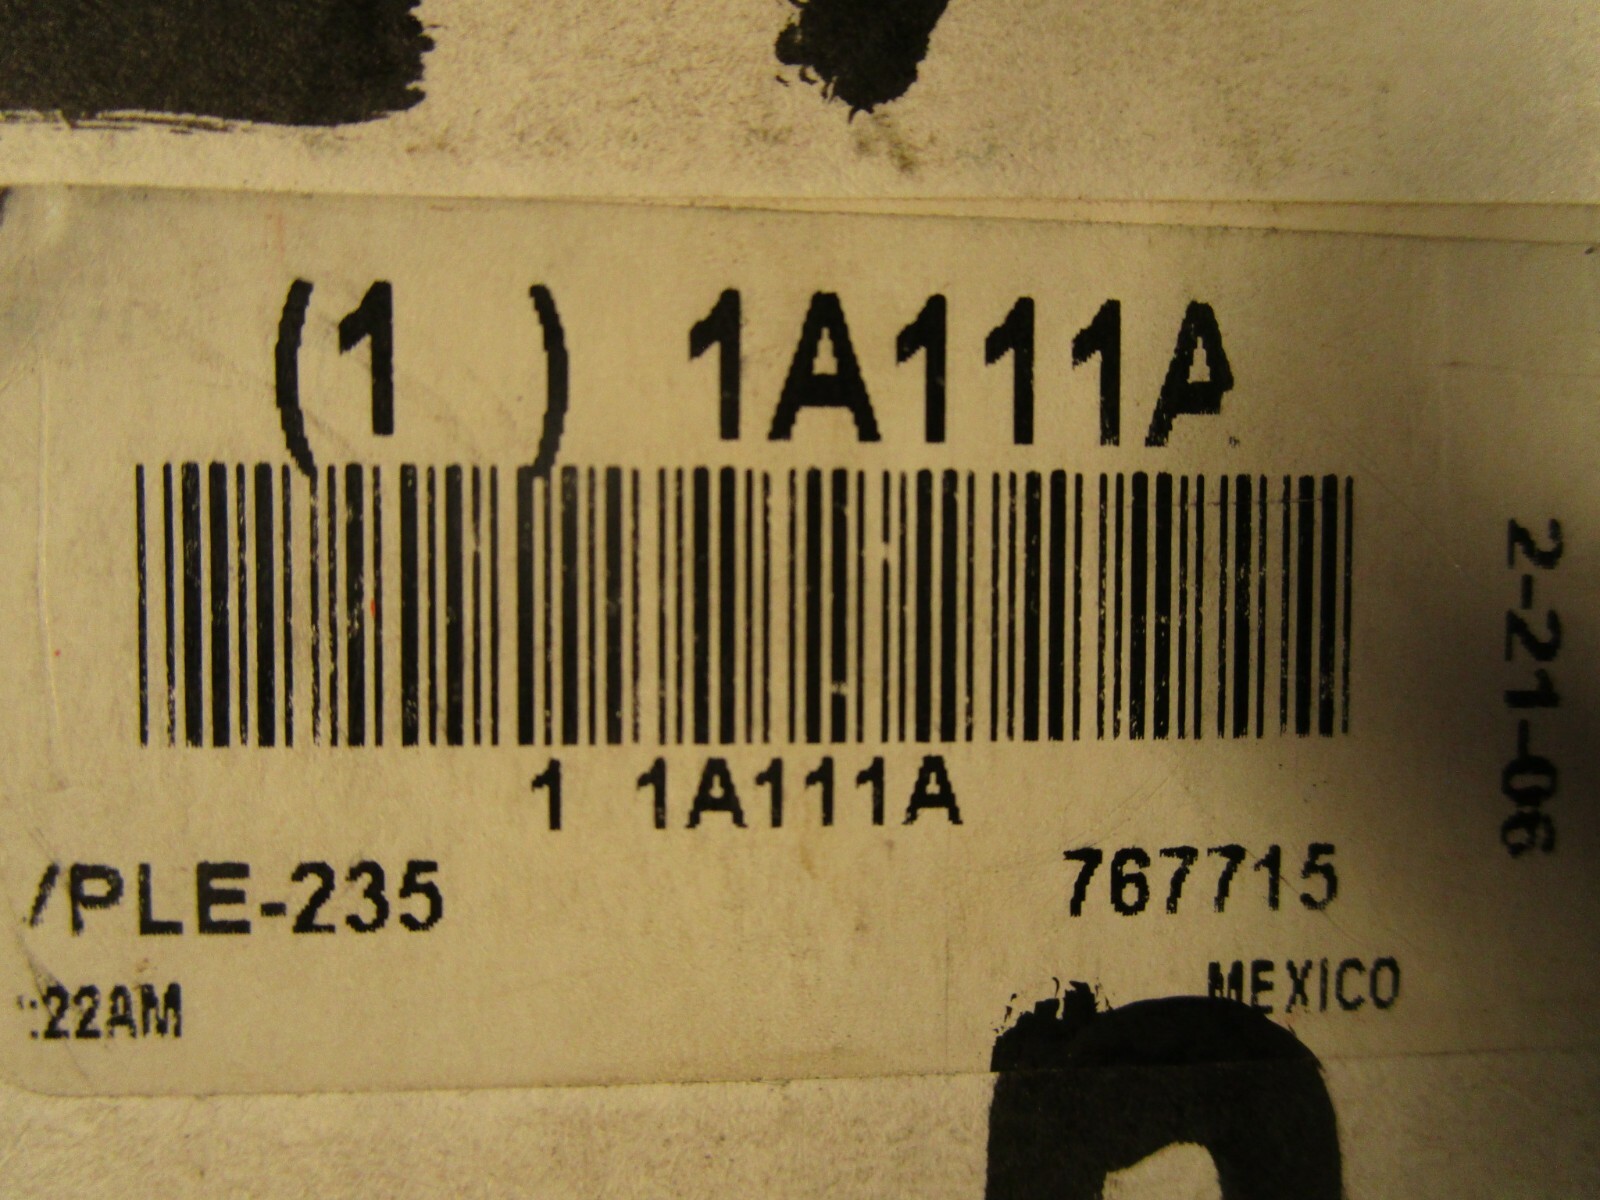 (1 ) 1A111A
1 1A111A
/PLE-235 767715
:22AM MEXICO
2-21-06